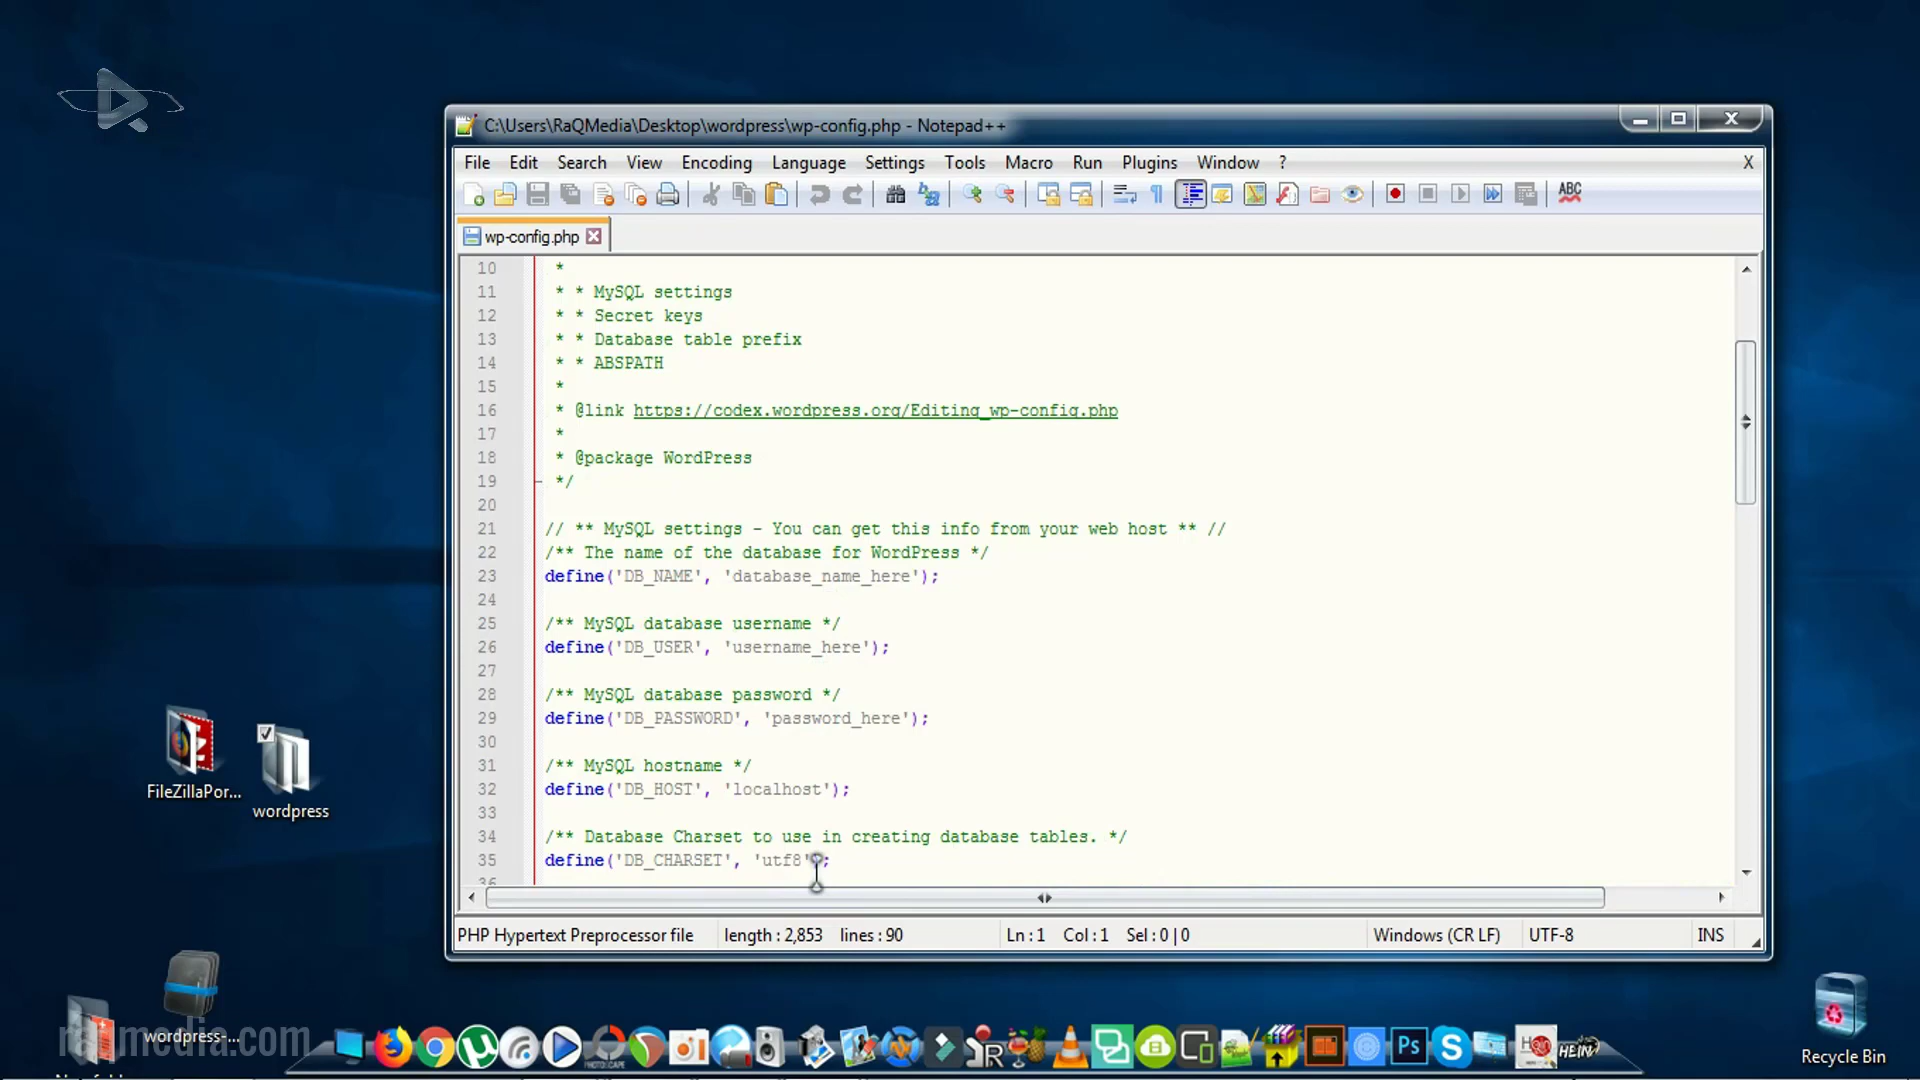 C:\Users\RaQMedia\Desktop\wordpress\wp-config.php - Notepad++
File Edit Search View Encoding Language Settings Tools Macro Run Plugins Window ? X
ABC
wp-config.php
10 *
11 * * MySQL settings
12 * * Secret keys
13 * * Database table prefix
14 * * ABSPATH
15 *
16 * @link https://codex.wordpress.org/Editing_wp-config.php
17 *
18 * @package WordPress
19 */
20
21 // ** MySQL settings - You can get this info from your web host ** //
22 /** The name of the database for WordPress */
23 define('DB_NAME', 'database_name_here');
24
25 /** MySQL database username */
26 define('DB_USER', 'username_here');
27
28 /** MySQL database password */
29 define('DB_PASSWORD', 'password_here');
30
31 /** MySQL hostname */
32 define('DB_HOST', 'localhost');
33
34 /** Database Charset to use in creating database tables. */
35 define('DB_CHARSET', 'utf8');
36
PHP Hypertext Preprocessor file length : 2,853 lines : 90 Ln : 1 Col : 1 Sel : 0 | 0 Windows (CR LF) UTF-8 INS
FileZillaPor...
wordpress
wordpress-...
raqmedia.com
Ps
HEIN
Recycle Bin